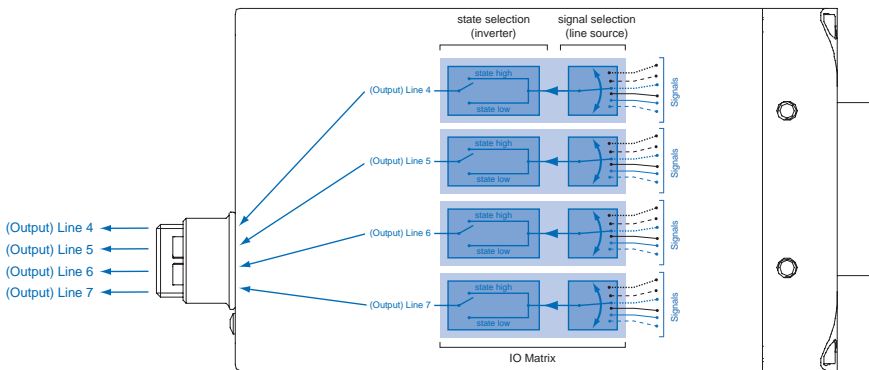 state selection
(inverter)
signal selection
(line source)
state high
(Output) Line 4
state low
Signals
state high
(Output) Line 5
state low
Signals
state high
(Output) Line 6
state low
Signals
state high
(Output) Line 7
state low
Signals
(Output) Line 4
(Output) Line 5
(Output) Line 6
(Output) Line 7
IO Matrix